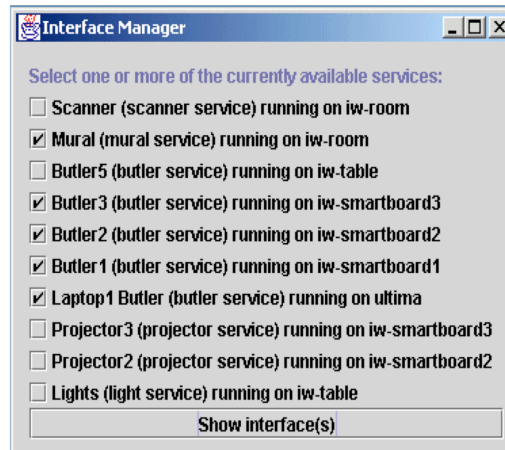 Interface Manager
Select one or more of the currently available services:
Scanner (scanner service) running on iw-room
Mural (mural service) running on iw-room
Butler5 (butler service) running on iw-table
Butler3 (butler service) running on iw-smartboard3
Butler2 (butler service) running on iw-smartboard2
Butler1 (butler service) running on iw-smartboard1
Laptop1 Butler (butler service) running on ultima
Projector3 (projector service) running on iw-smartboard3
Projector2 (projector service) running on iw-smartboard2
Lights (light service) running on iw-table
Show interface(s)